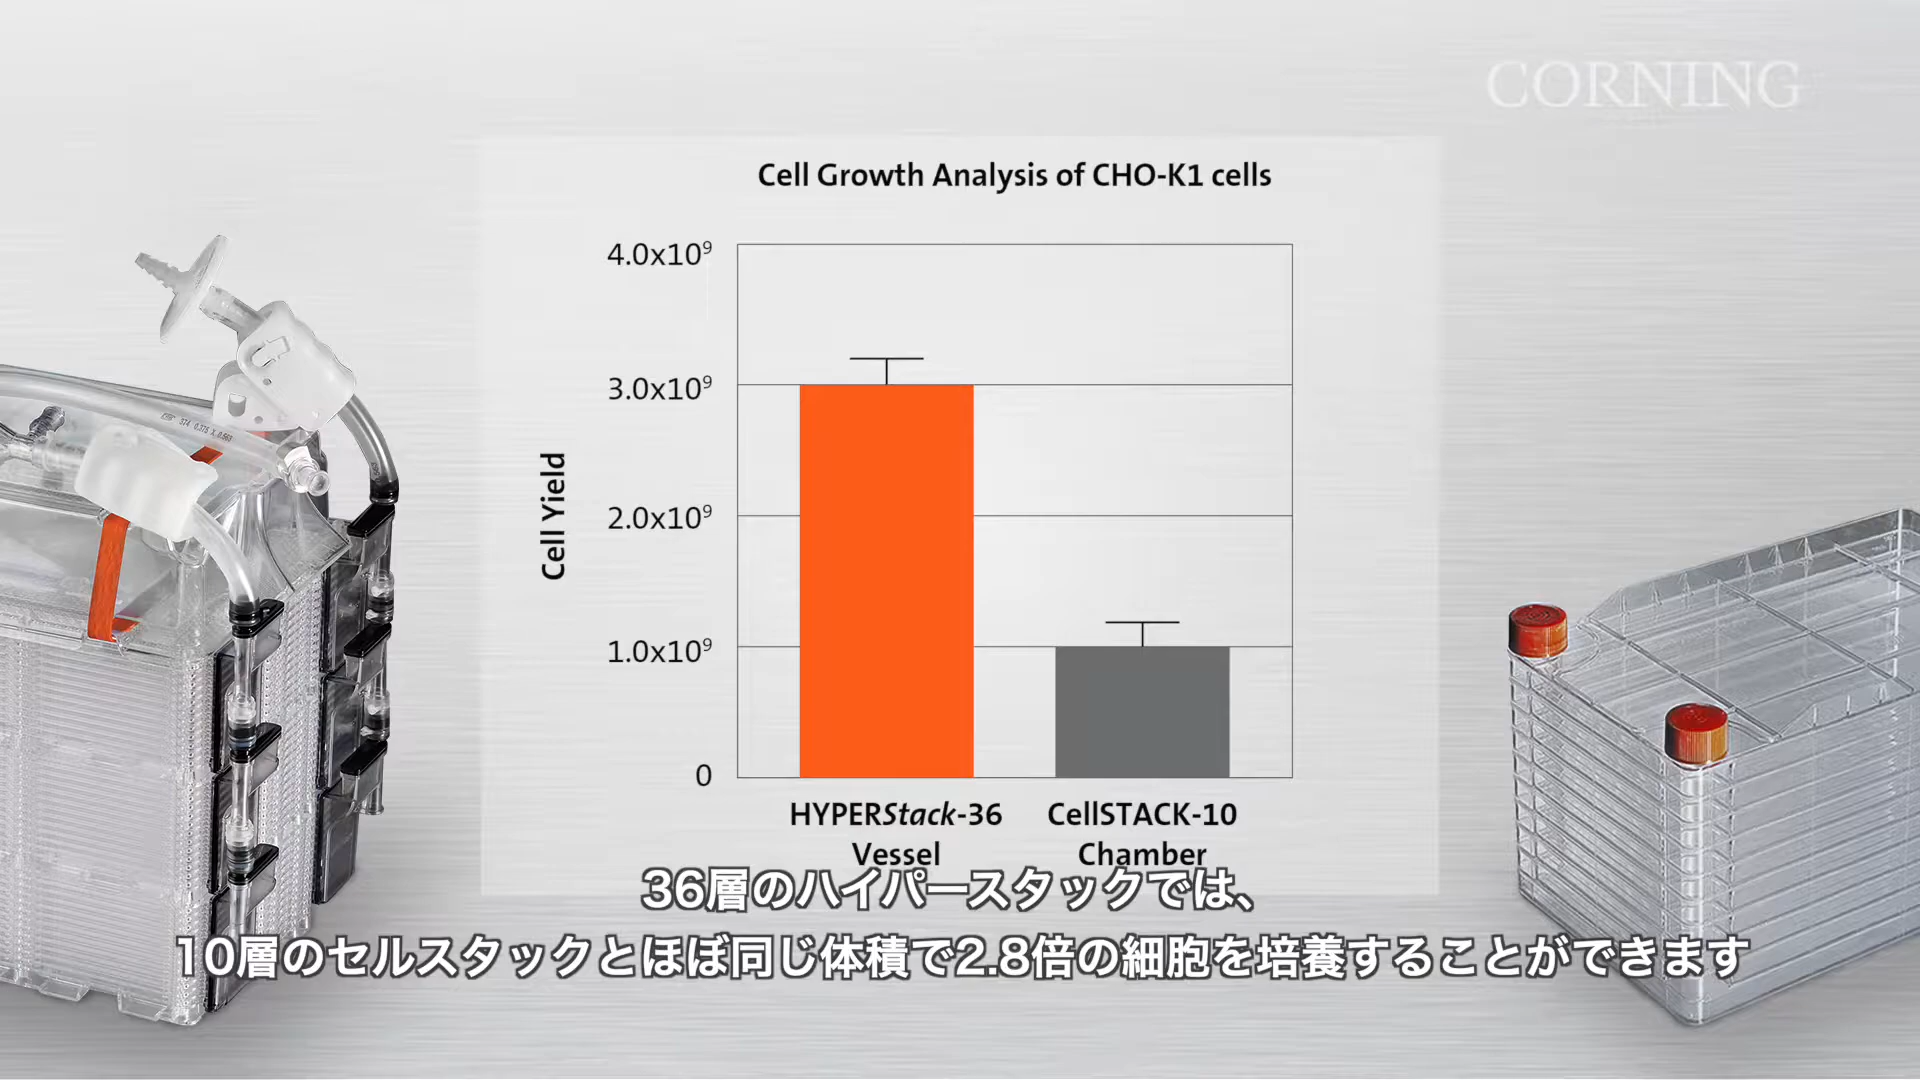 CORNING
Cell Growth Analysis of CHO-K1 cells
4.0x10⁹
3.0x10⁹
2.0x10⁹
1.0x10⁹
0
Cell Yield
HYPERStack-36
Vessel
CellSTACK-10
Chamber
36層のハイパースタックでは、
10層のセルスタックとほぼ同じ体積で2.8倍の細胞を培養することができます